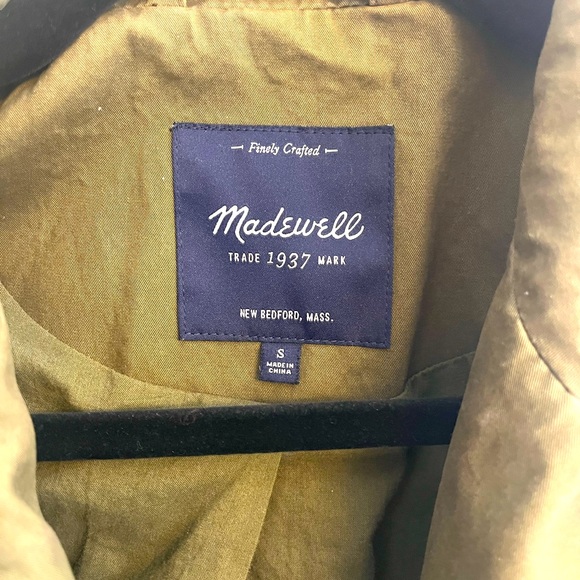 Finely Crafted
Madewell
TRADE 1937 MARK
NEW BEDFORD, MASS.
S
MADE IN
CHINA